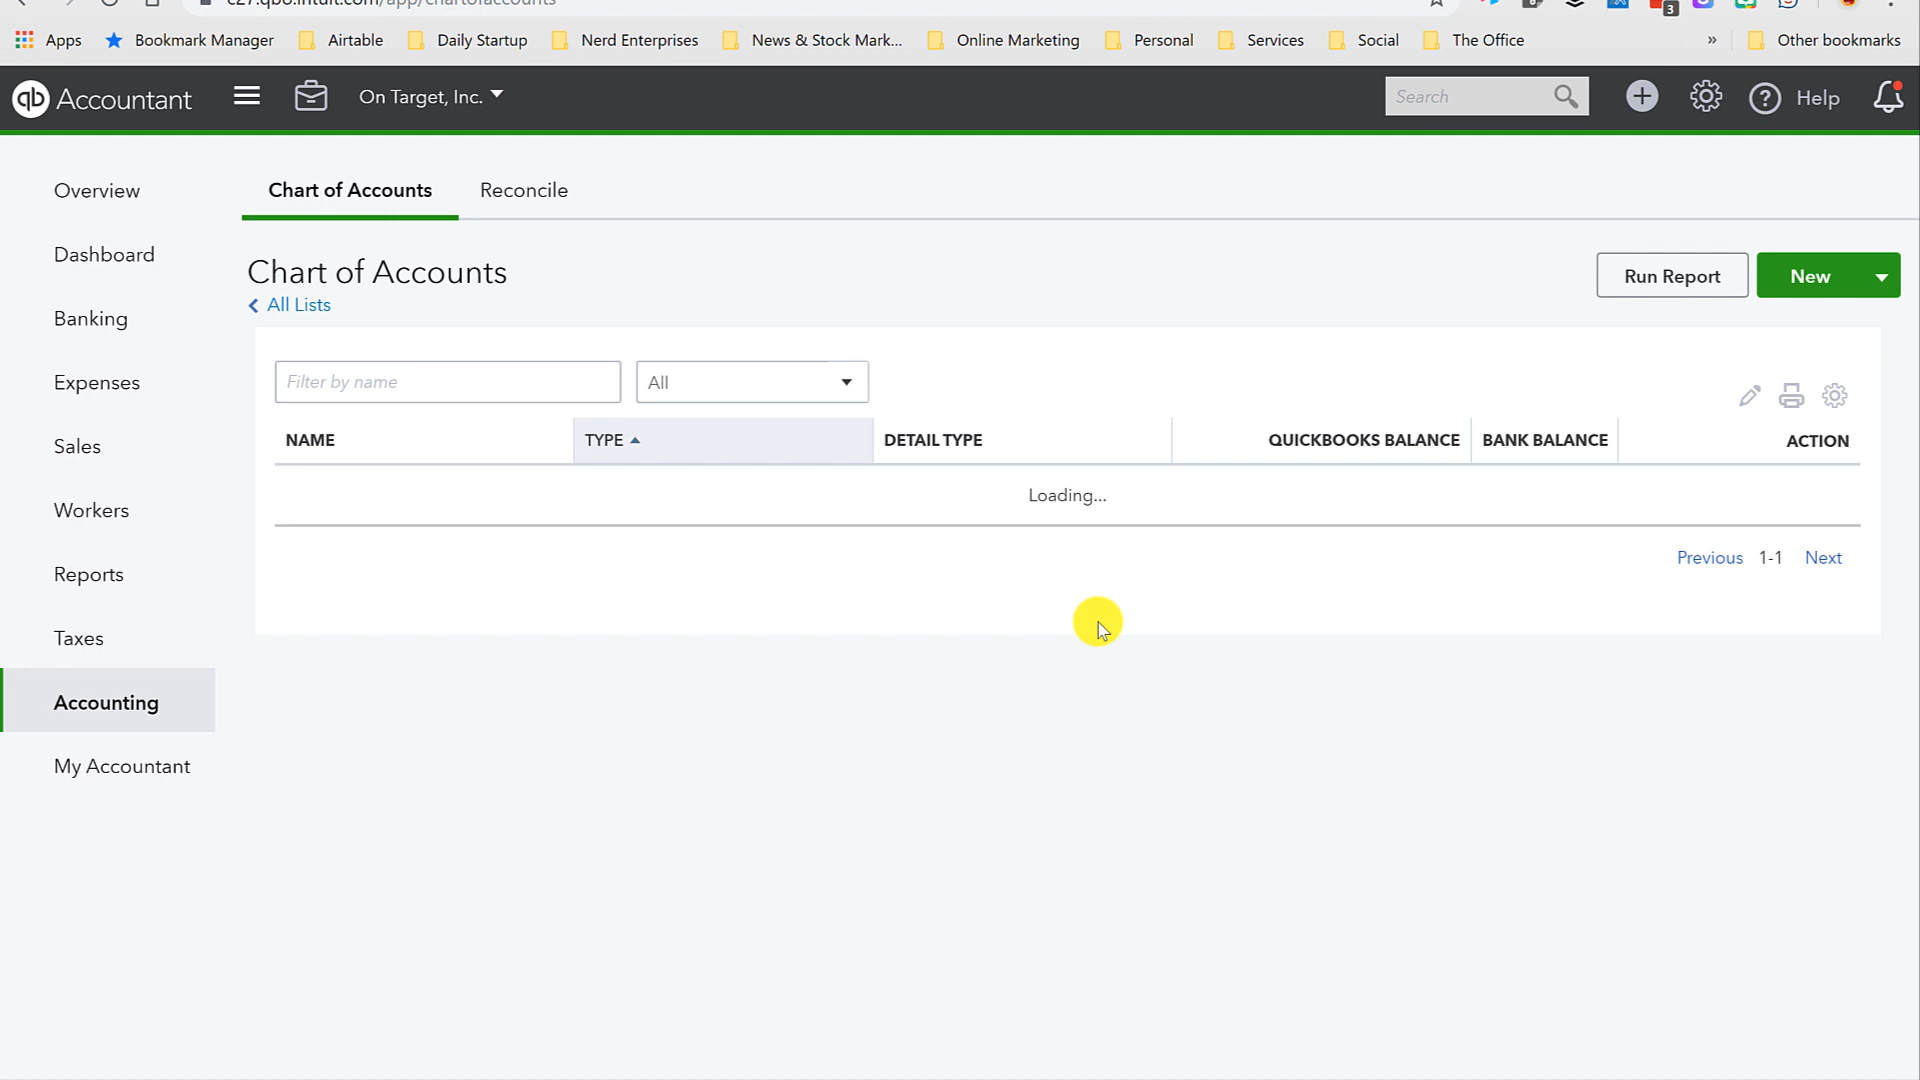 c27.qbo.intuit.com/app/chartofaccounts
3
Apps Bookmark Manager Airtable Daily Startup Nerd Enterprises News & Stock Mark... Online Marketing Personal Services Social The Office » Other bookmarks
qb Accountant On Target, Inc. Search Help
Overview
Dashboard
Banking
Expenses
Sales
Workers
Reports
Taxes
Accounting
My Accountant
Chart of Accounts Reconcile
Chart of Accounts
All Lists
Run Report New
Filter by name All
NAME TYPE DETAIL TYPE QUICKBOOKS BALANCE BANK BALANCE ACTION
Loading...
Previous 1-1 Next